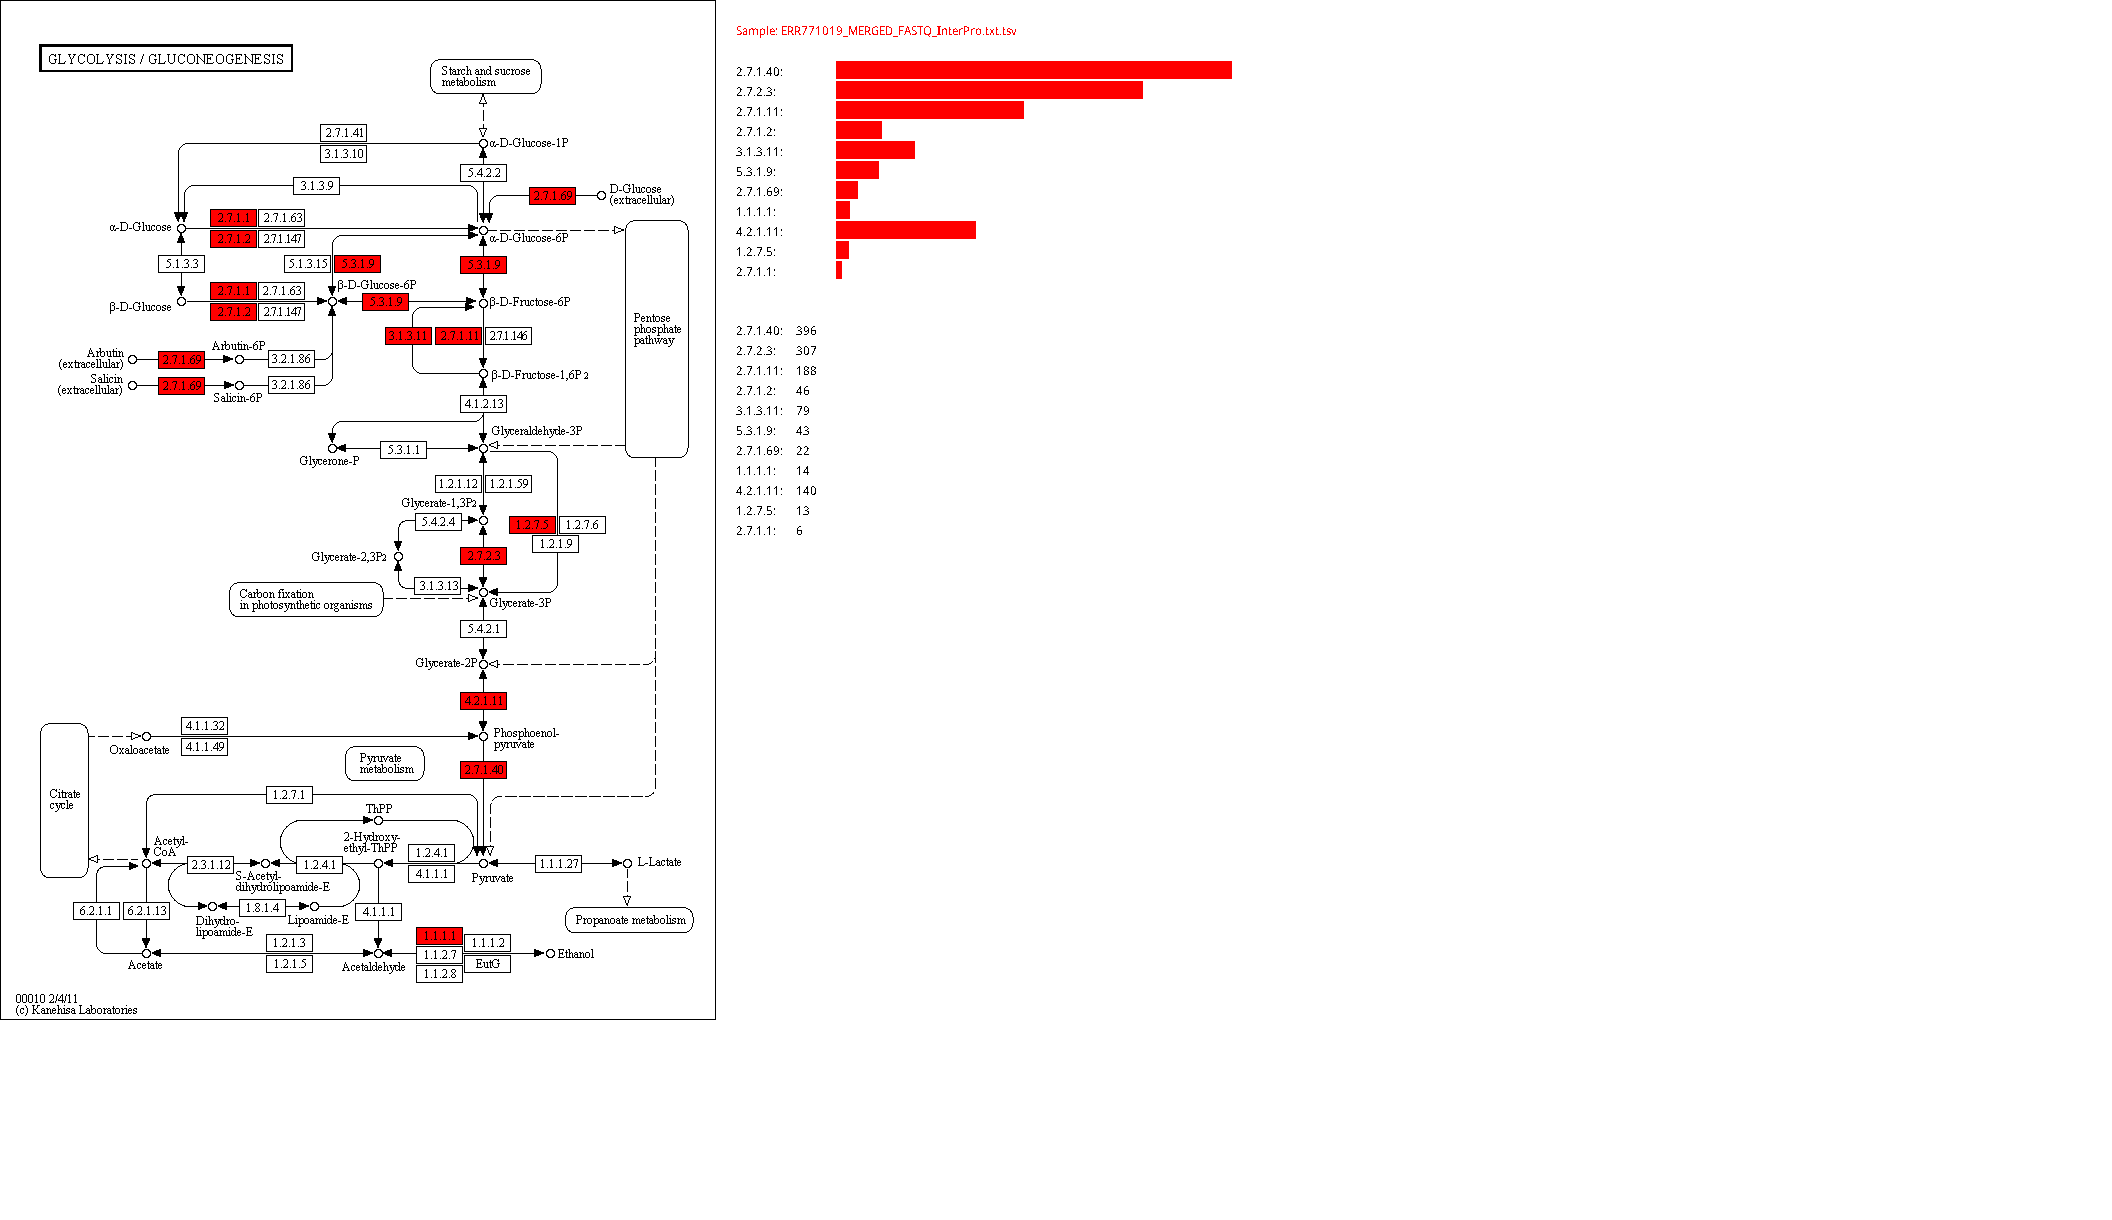 GLYCOLYSIS / GLUCONEOGENESIS
Starch and sucrose
metabolism
2.7.1.41
3.1.3.10
α-D-Glucose-1P
5.4.2.2
3.1.3.9
2.7.1.69
D-Glucose
(extracellular)
α-D-Glucose
2.7.1.1
2.7.1.63
2.7.1.2
2.7.1.147
α-D-Glucose-6P
5.1.3.3
5.1.3.15
5.3.1.9
5.3.1.9
β-D-Glucose
2.7.1.1
2.7.1.63
2.7.1.2
2.7.1.147
β-D-Glucose-6P
5.3.1.9
β-D-Fructose-6P
3.1.3.11
2.7.1.11
2.7.1.146
Pentose
phosphate
pathway
Arbutin
(extracellular)
2.7.1.69
Arbutin-6P
3.2.1.86
Salicin
(extracellular)
2.7.1.69
Salicin-6P
3.2.1.86
β-D-Fructose-1,6P2
4.1.2.13
Glyceraldehyde-3P
5.3.1.1
Glycerone-P
1.2.1.12
1.2.1.59
Glycerate-1,3P2
5.4.2.4
1.2.7.5
1.2.7.6
1.2.1.9
Glycerate-2,3P2
2.7.2.3
3.1.3.13
Carbon fixation
in photosynthetic organisms
Glycerate-3P
5.4.2.1
Glycerate-2P
4.2.1.11
Oxaloacetate
4.1.1.32
4.1.1.49
Phosphoenol-
pyruvate
Pyruvate
metabolism
2.7.1.40
Citrate
cycle
1.2.7.1
ThPP
Acetyl-
CoA
2-Hydroxy-
ethyl-ThPP
2.3.1.12
S-Acetyl-
dihydrolipoamide-E
1.2.4.1
1.2.4.1
4.1.1.1
Pyruvate
1.1.1.27
L-Lactate
6.2.1.1
6.2.1.13
Dihydro-
lipoamide-E
1.8.1.4
Lipoamide-E
4.1.1.1
Propanoate metabolism
Acetate
1.2.1.3
1.2.1.5
Acetaldehyde
1.1.1.1
1.1.1.2
1.1.2.7
EutG
1.1.2.8
Ethanol
00010 2/4/11
(c) Kanehisa Laboratories
Sample: ERR771019_MERGED_FASTQ_InterPro.txt.tsv
2.7.1.40:
2.7.2.3:
2.7.1.11:
2.7.1.2:
3.1.3.11:
5.3.1.9:
2.7.1.69:
1.1.1.1:
4.2.1.11:
1.2.7.5:
2.7.1.1:
2.7.1.40: 396
2.7.2.3: 307
2.7.1.11: 188
2.7.1.2: 46
3.1.3.11: 79
5.3.1.9: 43
2.7.1.69: 22
1.1.1.1: 14
4.2.1.11: 140
1.2.7.5: 13
2.7.1.1: 6